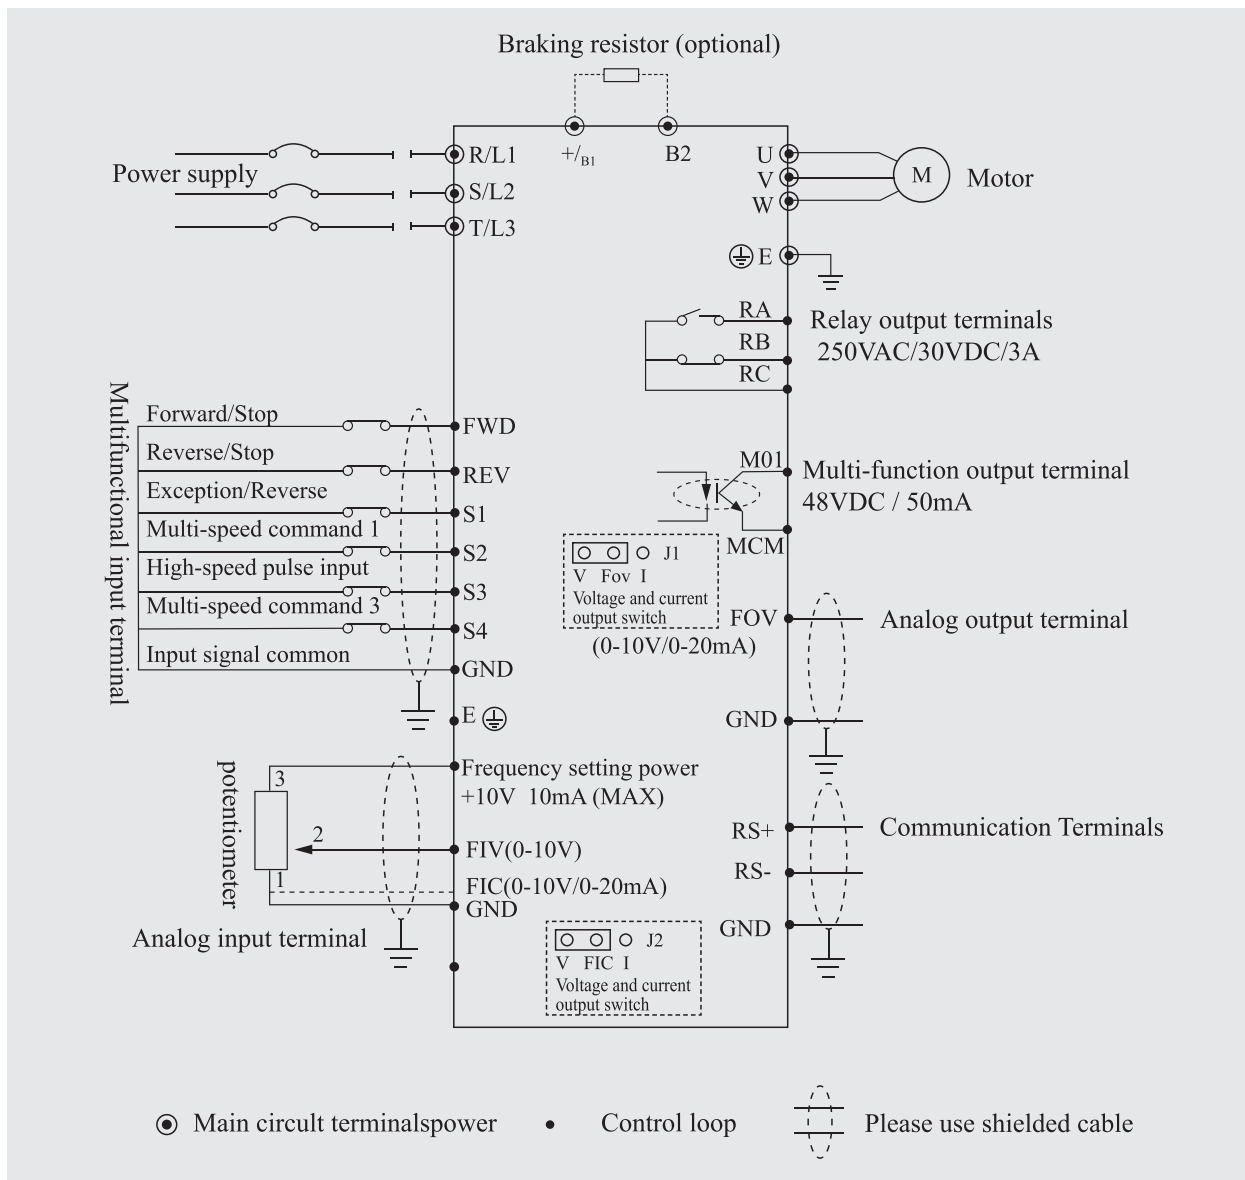 Braking resistor (optional)
+/B1
B2
Power supply
R/L1
S/L2
T/L3
U
V
W
M
Motor
E
RA
RB
RC
Relay output terminals
250VAC/30VDC/3A
Multifunctional input terminal
Forward/Stop
FWD
Reverse/Stop
REV
Exception/Reverse
S1
Multi-speed command 1
S2
High-speed pulse input
S3
Multi-speed command 3
S4
Input signal common
GND
E
M01
MCM
Multi-function output terminal
48VDC / 50mA
J1
V Fov I
Voltage and current
output switch
(0-10V/0-20mA)
FOV
Analog output terminal
GND
potentiometer
3
2
1
Frequency setting power
+10V 10mA (MAX)
FIV(0-10V)
FIC(0-10V/0-20mA)
GND
Analog input terminal
RS+
RS-
GND
Communication Terminals
J2
V FIC I
Voltage and current
output switch
Main circult terminalspower
Control loop
Please use shielded cable